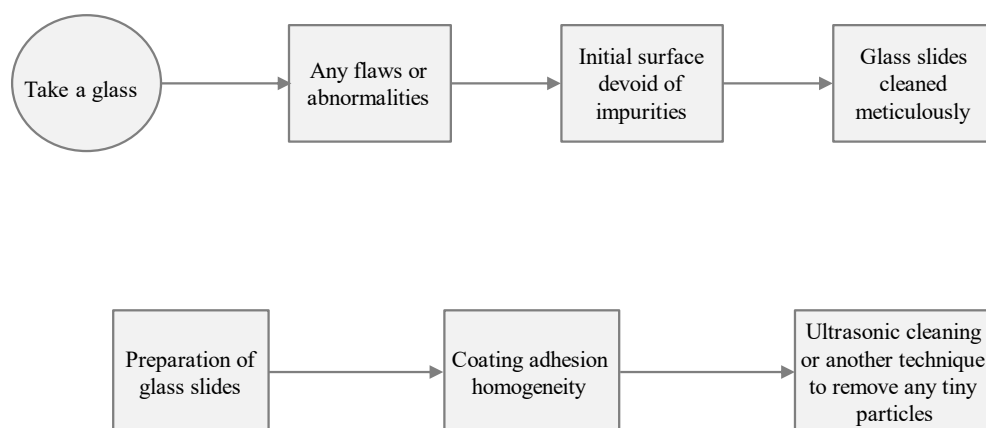 Take a glass
Any flaws or
abnormalities
Initial surface
devoid of
impurities
Glass slides
cleaned
meticulously
Preparation of
glass slides
Coating adhesion
homogeneity
Ultrasonic cleaning
or another technique
to remove any tiny
particles